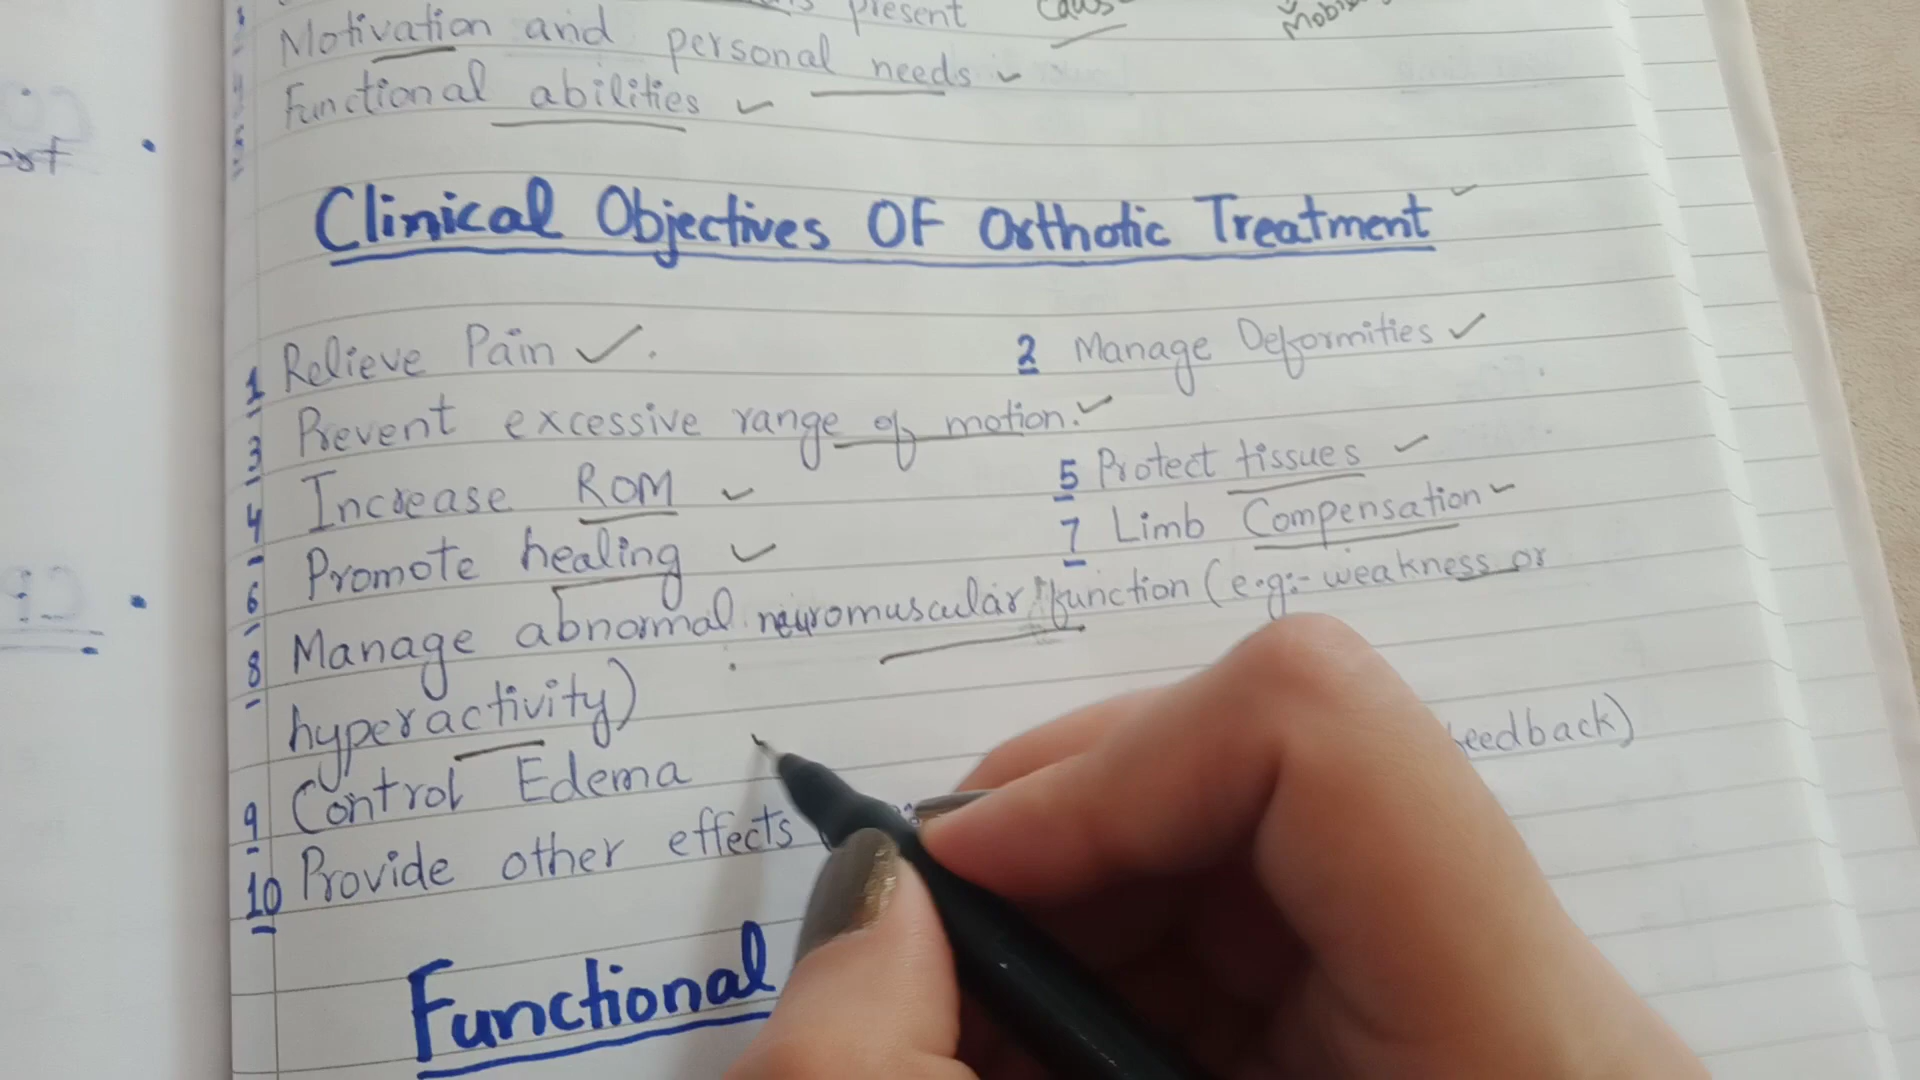 present
Motivation and personal needs ✓
Functional abilities ✓
Clinical Objectives OF Orthotic Treatment ✓
1 Relieve Pain ✓.
2 Manage Deformities ✓
3 Prevent excessive range of motion. ✓
4 Increase ROM ✓
5 Protect tissues ✓
6 Promote healing ✓
7 Limb Compensation ✓
8 Manage abnormal neuromuscular function (e.g:- weakness or
hyperactivity)
9 Control Edema
10 Provide other effects eedback)
Functional